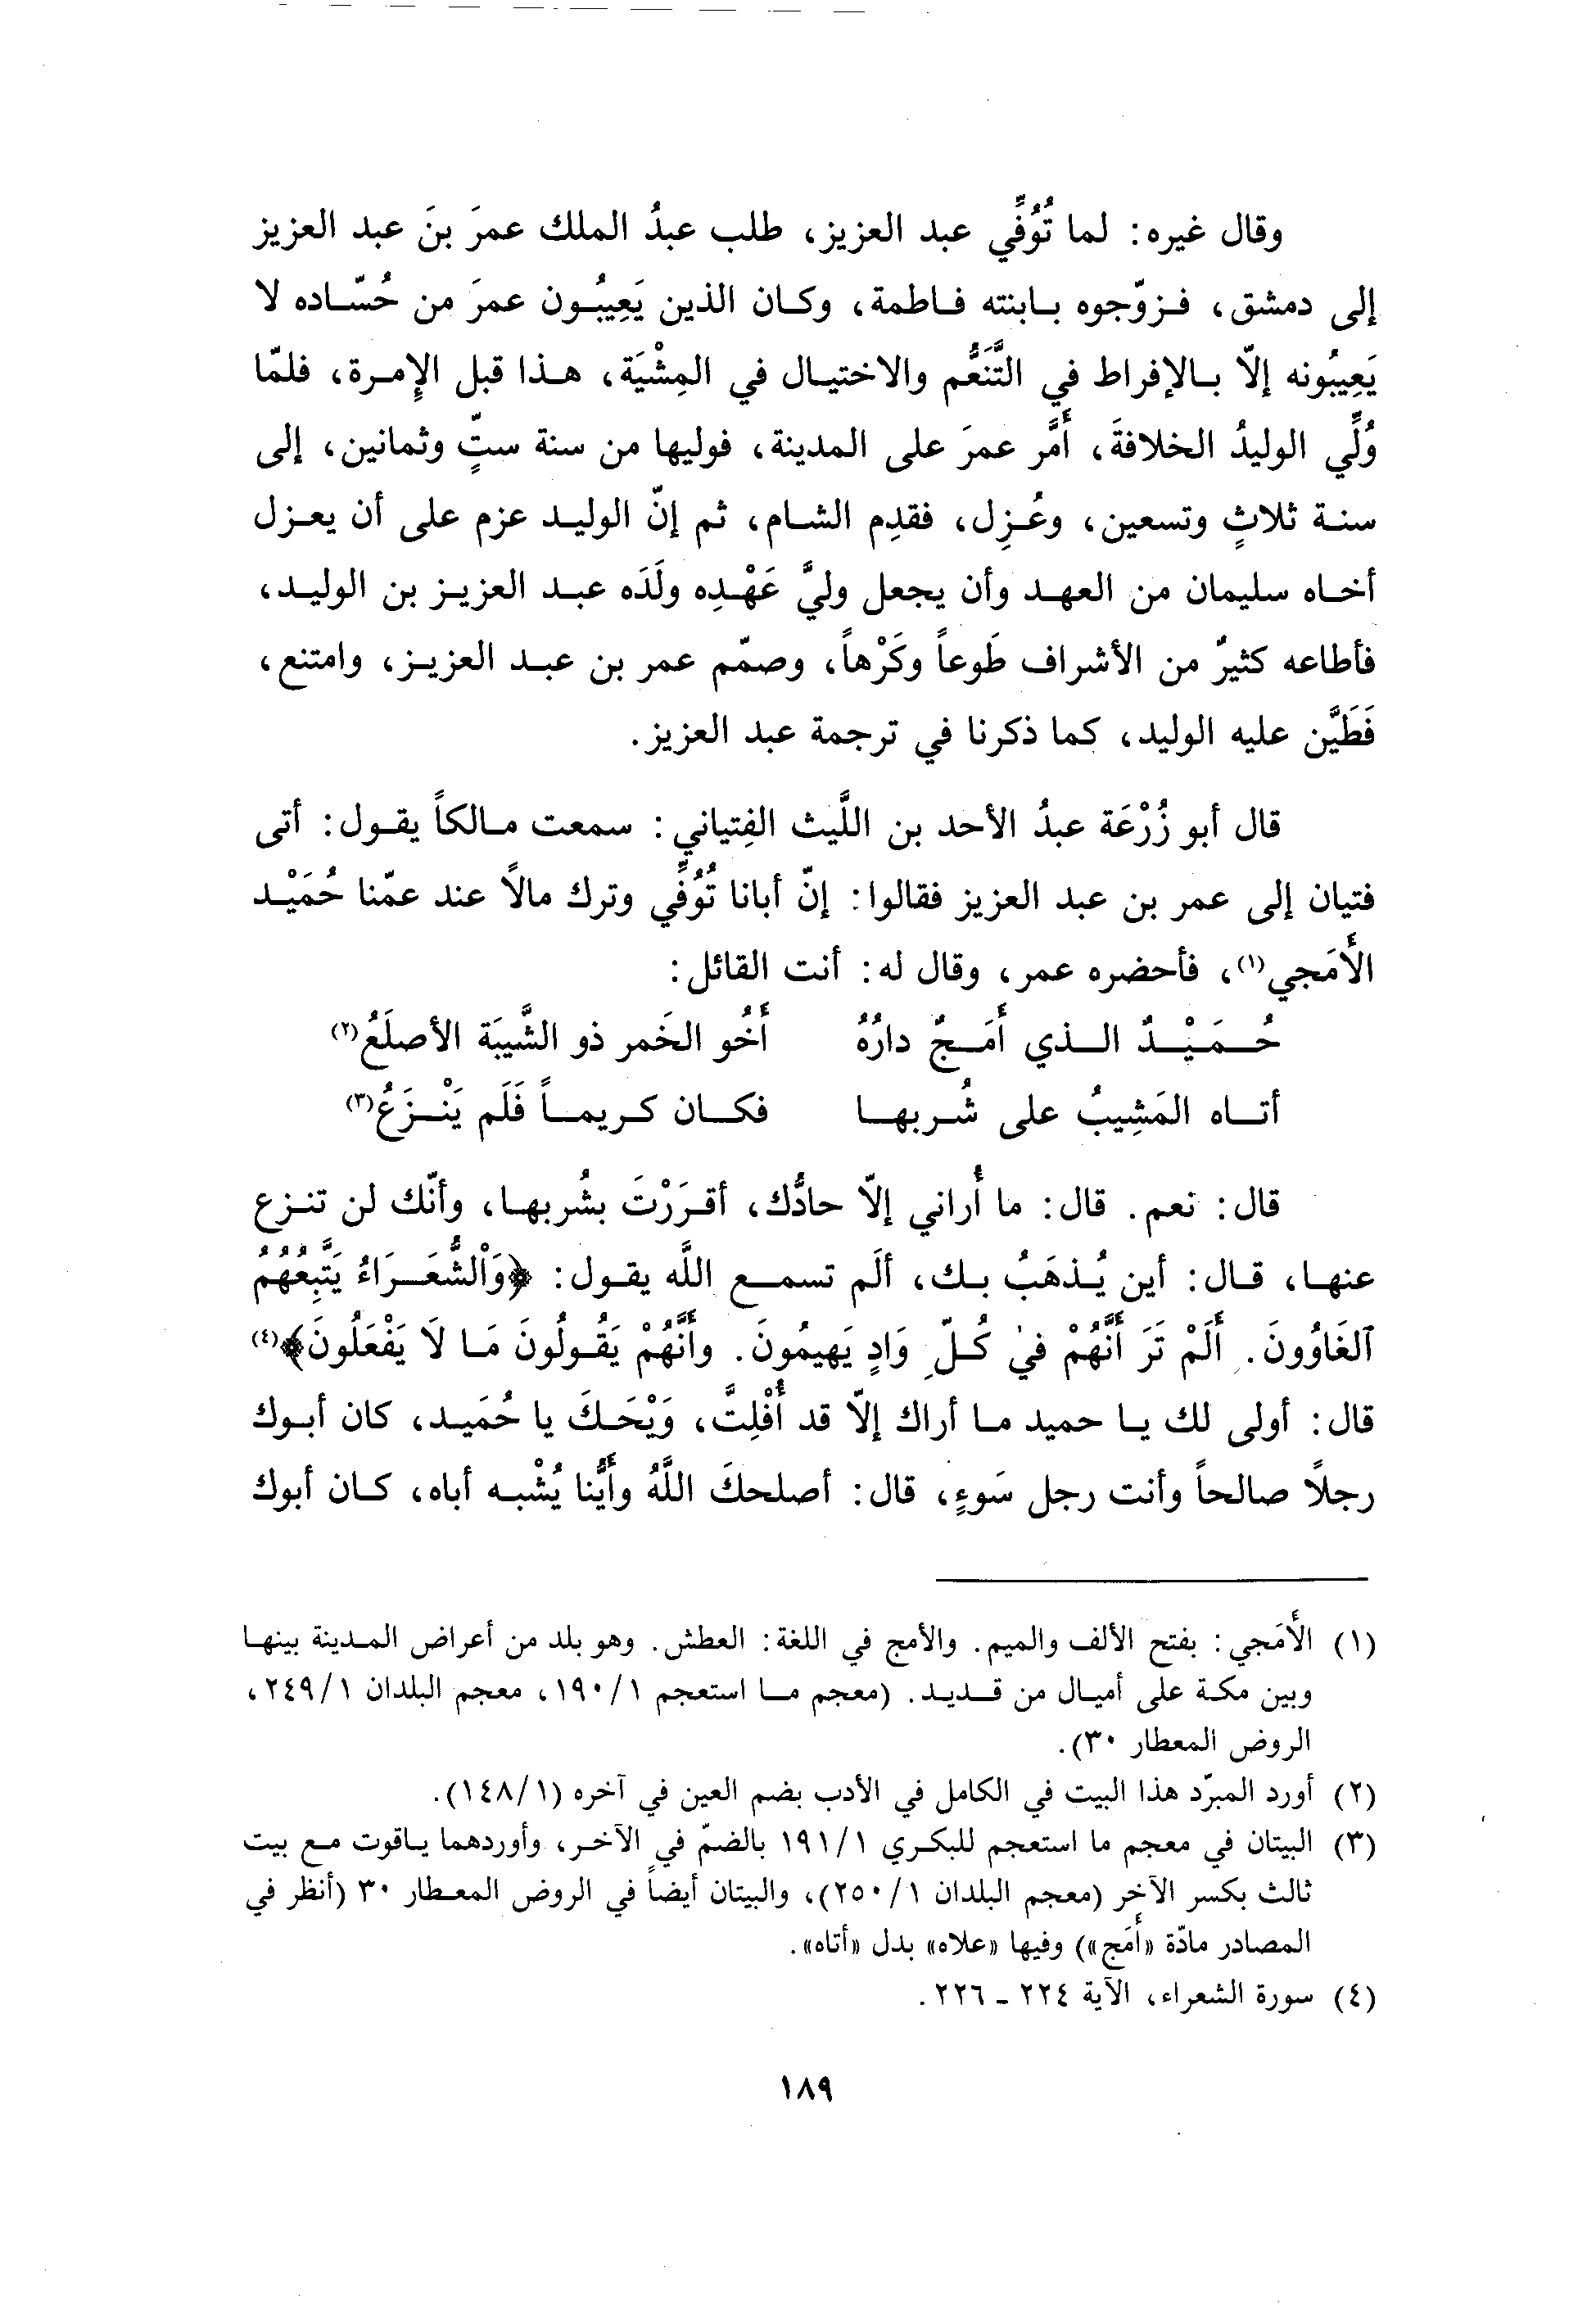 وقال غيره: لما تُوُفِّي عبد العزيز، طلب عبدُ الملك عمرَ بنَ عبد العزيز
إلى دمشق، فزوّجوه بابنته فاطمة، وكان الذين يَعِيبُون عمرَ من حُسّاده لا
يَعِيبُونه إلّا بالإفراط في التَّنَعُّم والاختيال في المِشْيَة، هذا قبل الإمرة، فلمّا
وُلِّي الوليدُ الخلافةَ، أَمَّر عمرَ على المدينة، فوليها من سنة ستٍّ وثمانين، إلى
سنة ثلاثٍ وتسعين، وعُزِل، فقدِم الشام، ثم إنّ الوليد عزم على أن يعزل
أخاه سليمان من العهد وأن يجعل وليَّ عَهْدِه ولَدَه عبد العزيز بن الوليد،
فأطاعه كثيرٌ من الأشراف طَوعاً وكَرْهاً، وصمّم عمر بن عبد العزيز، وامتنع،
فَطَيَّن عليه الوليد، كما ذكرنا في ترجمة عبد العزيز.
قال أبو زُرْعَة عبدُ الأحد بن اللَّيث الفِتياني: سمعت مالكاً يقول: أتى
فتيان إلى عمر بن عبد العزيز فقالوا: إنّ أبانا تُوُفِّي وترك مالًا عند عمّنا حُمَيْد
الأَمَجي(١)، فأحضره عمر، وقال له: أنت القائل:
حُمَيْدٌ الذي أَمَجٌ دارُهُ أَخُو الخَمر ذو الشَّيبَة الأصلَعُ(٢)
أتاه المَشِيبُ على شُربها فكان كريماً فَلَم يَنْزَعُ(٣)
قال: نعم. قال: ما أُراني إلّا حادُّك، أقرَرْتَ بشُربها، وأنّك لن تنزع
عنها، قال: أين يُذهَبُ بك، ألَم تسمع اللَّه يقول: ﴿وَٱلشُّعَرَاءُ يَتَّبِعُهُمُ
ٱلغَاوُونَ. أَلَمْ تَرَ أَنَّهُمْ فِي كُلِّ وَادٍ يَهِيمُونَ. وأَنَّهُمْ يَقُولُونَ مَا لَا يَفْعَلُونَ﴾(٤)
قال: أولى لك يا حميد ما أراك إلّا قد أُفْلِتَّ، وَيْحَكَ يا حُمَيد، كان أبوك
رجلًا صالحاً وأنت رجل سَوءٍ، قال: أصلحكَ اللَّهُ وأَيُّنا يُشْبه أباه، كان أبوك
(١) الأَمَجي: بفتح الألف والميم. والأمج في اللغة: العطش. وهو بلد من أعراض المدينة بينها
وبين مكة على أميال من قديد. (معجم ما استعجم ١/ ١٩٠، معجم البلدان ١/ ٢٤٩،
الروض المعطار ٣٠).
(٢) أورد المبرّد هذا البيت في الكامل في الأدب بضم العين في آخره (١/ ١٤٨).
(٣) البيتان في معجم ما استعجم للبكري ١/ ١٩١ بالضمّ في الآخر، وأوردهما ياقوت مع بيت
ثالث بكسر الآخر (معجم البلدان ١/ ٢٥٠)، والبيتان أيضاً في الروض المعطار ٣٠ (أنظر في
المصادر مادّة «أَمَج») وفيها «علاه» بدل «أتاه».
(٤) سورة الشعراء، الآية ٢٢٤ ـ ٢٢٦.
١٨٩